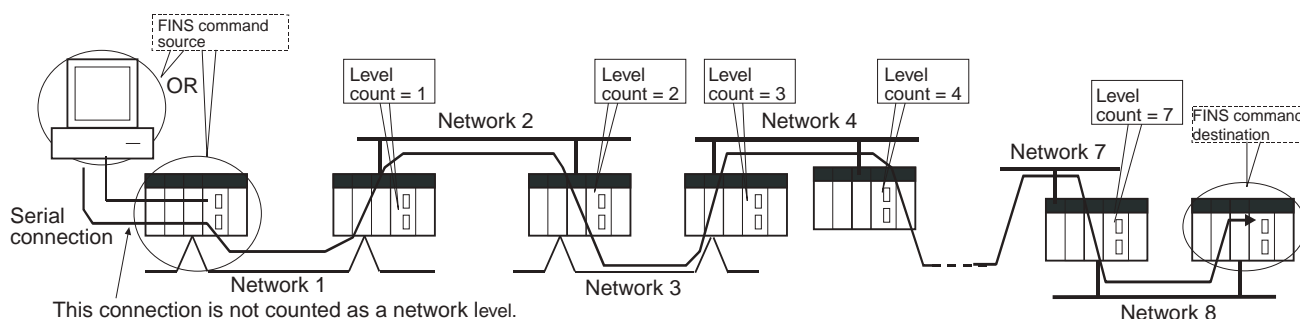 FINS command
source
OR
Level
count = 1
Level
count = 2
Level
count = 3
Level
count = 4
Level
count = 7
FINS command
destination
Network 2
Network 4
Network 7
Serial
connection
Network 1
Network 3
Network 8
This connection is not counted as a network level.